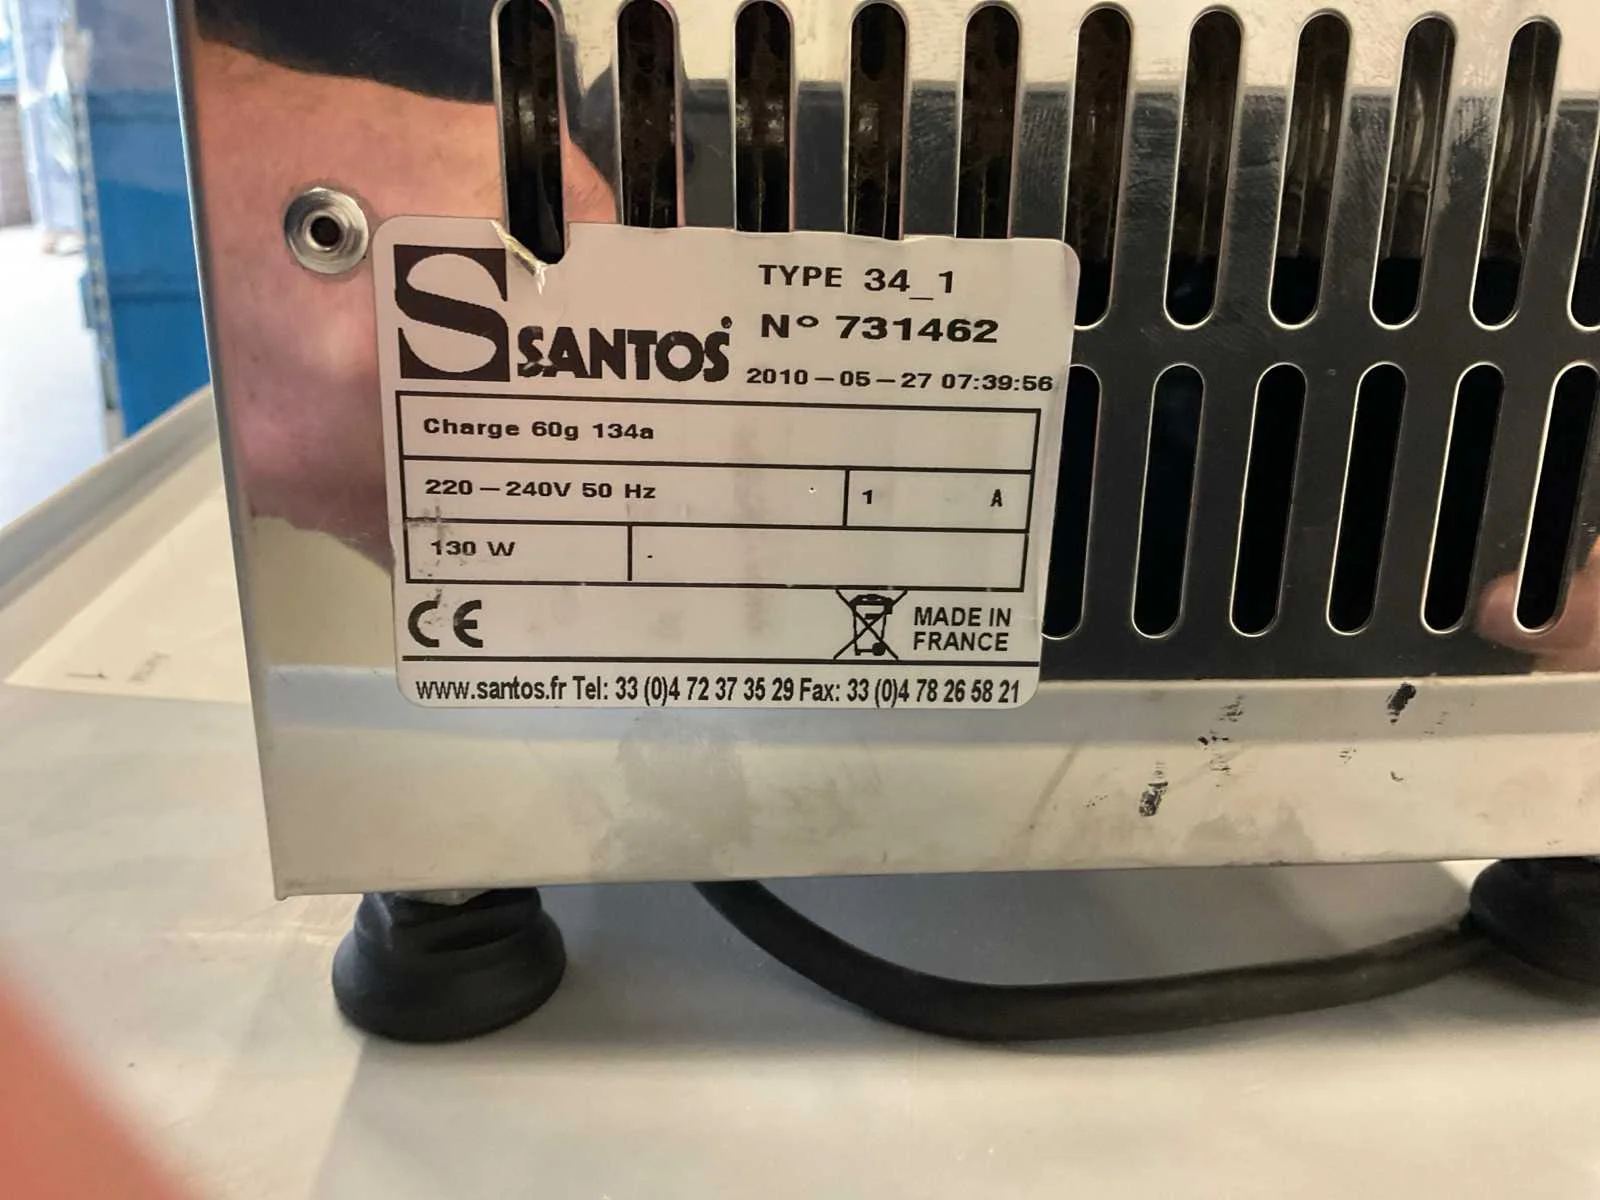 SANTOS
TYPE 34_1
Nº 731462
2010-05-27 07:39:56
Charge 60g 134a
220-240V 50 Hz 1 A
130 W
CE
MADE IN
FRANCE
www.santos.fr Tel: 33 (0)4 72 37 35 29 Fax: 33 (0)4 78 26 58 21